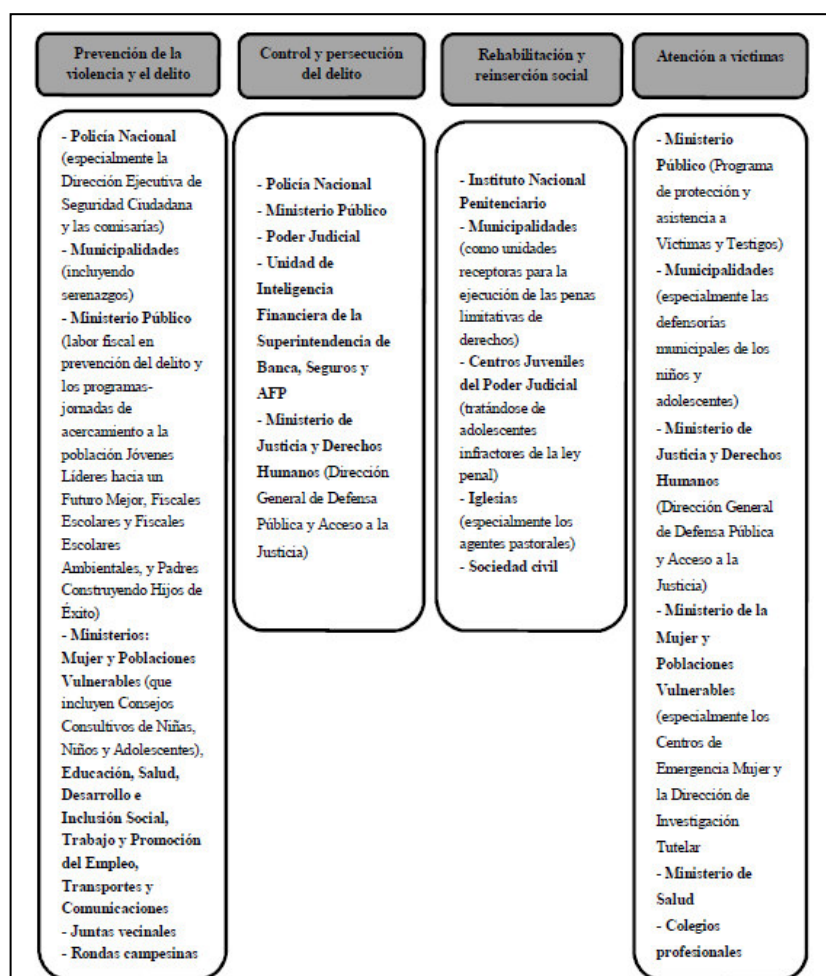 Prevención de la
violencia y el delito
- Policía Nacional
(especialmente la
Dirección Ejecutiva de
Seguridad Ciudadana
y las comisarías)
- Municipalidades
(incluyendo
serenazgos)
- Ministerio Público
(labor fiscal en
prevención del delito y
los programas-
jornadas de
acercamiento a la
población Jóvenes
Líderes hacia un
Futuro Mejor, Fiscales
Escolares y Fiscales
Escolares
Ambientales, y Padres
Construyendo Hijos de
Éxito)
- Ministerios:
Mujer y Poblaciones
Vulnerables (que
incluyen Consejos
Consultivos de Niñas,
Niños y Adolescentes),
Educación, Salud,
Desarrollo e
Inclusión Social,
Trabajo y Promoción
del Empleo,
Transportes y
Comunicaciones
- Juntas vecinales
- Rondas campesinas
Control y persecución
del delito
- Policía Nacional
- Ministerio Público
- Poder Judicial
- Unidad de
Inteligencia
Financiera de la
Superintendencia de
Banca, Seguros y
AFP
- Ministerio de
Justicia y Derechos
Humanos (Dirección
General de Defensa
Pública y Acceso a la
Justicia)
Rehabilitación y
reinserción social
- Instituto Nacional
Penitenciario
- Municipalidades
(como unidades
receptoras para la
ejecución de las penas
limitativas de
derechos)
- Centros Juveniles
del Poder Judicial
(tratándose de
adolescentes
infractores de la ley
penal)
- Iglesias
(especialmente los
agentes pastorales)
- Sociedad civil
Atención a víctimas
- Ministerio
Público (Programa
de protección y
asistencia a
Víctimas y Testigos)
- Municipalidades
(especialmente las
defensorías
municipales de los
niños y
adolescentes)
- Ministerio de
Justicia y Derechos
Humanos
(Dirección General
de Defensa Pública
y Acceso a la
Justicia)
- Ministerio de la
Mujer y
Poblaciones
Vulnerables
(especialmente los
Centros de
Emergencia Mujer y
la Dirección de
Investigación
Tutelar
- Ministerio de
Salud
- Colegios
profesionales